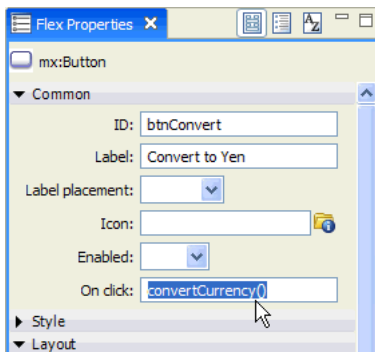 Flex Properties
mx:Button
Common
ID: btnConvert
Label: Convert to Yen
Label placement:
Icon:
Enabled:
On click: convertCurrency()
Style
Layout